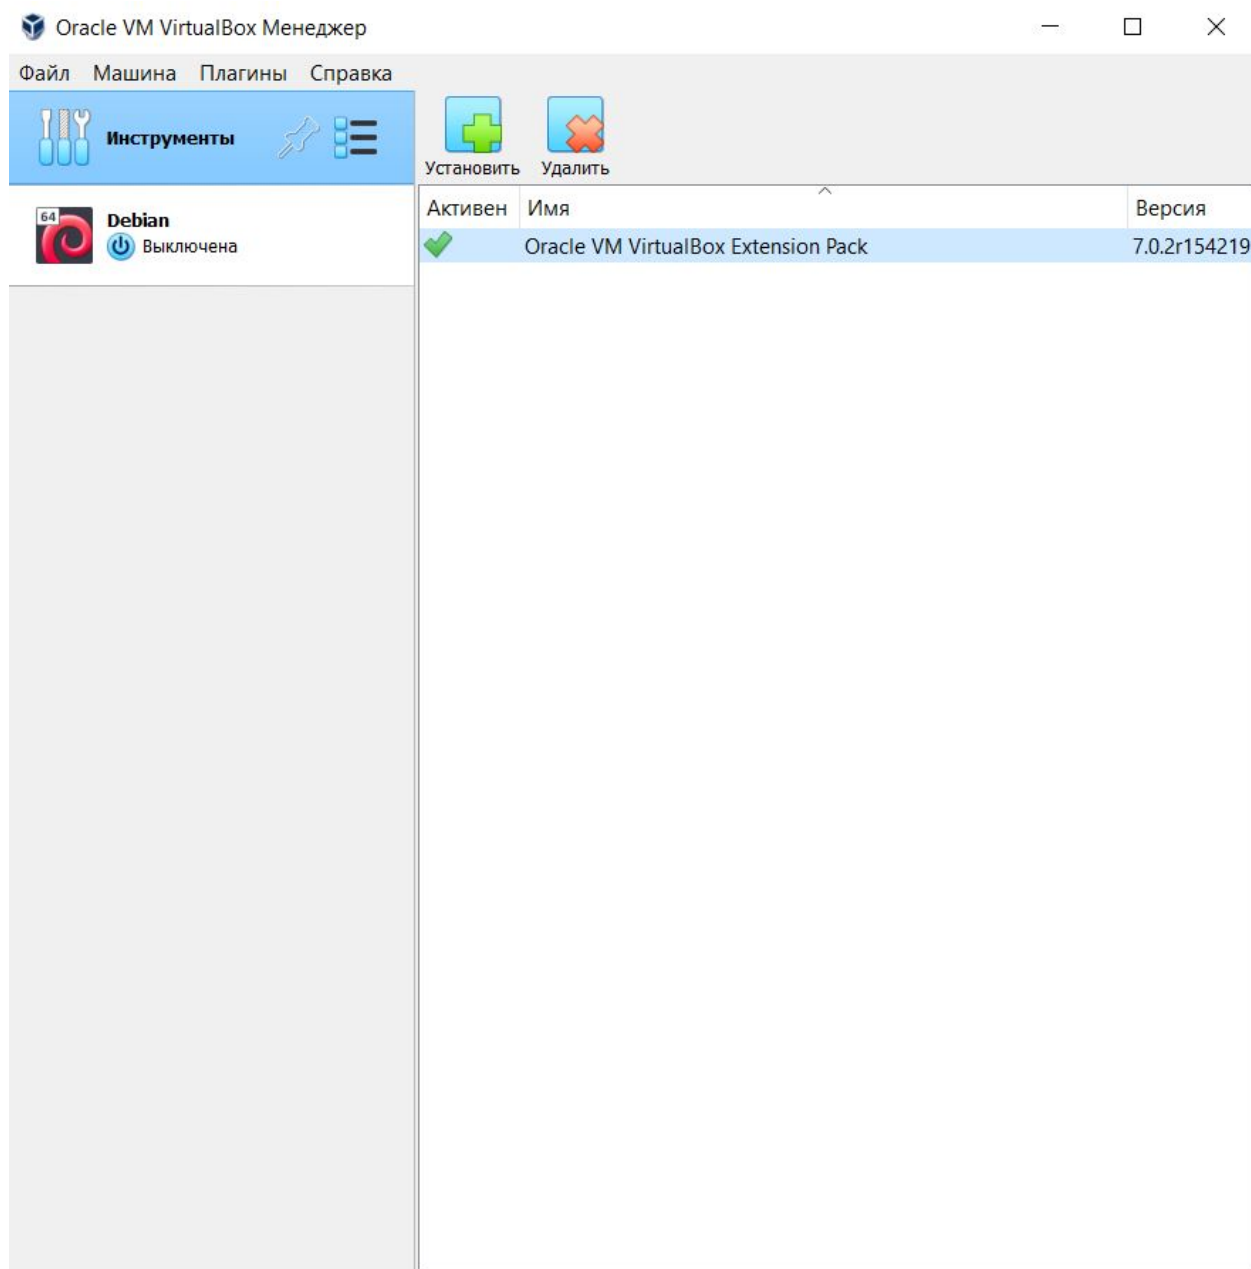 Oracle VM VirtualBox Менеджер
Файл Машина Плагины Справка
Инструменты
Установить Удалить
64
Debian
Выключена
Активен Имя Версия
Oracle VM VirtualBox Extension Pack 7.0.2r154219